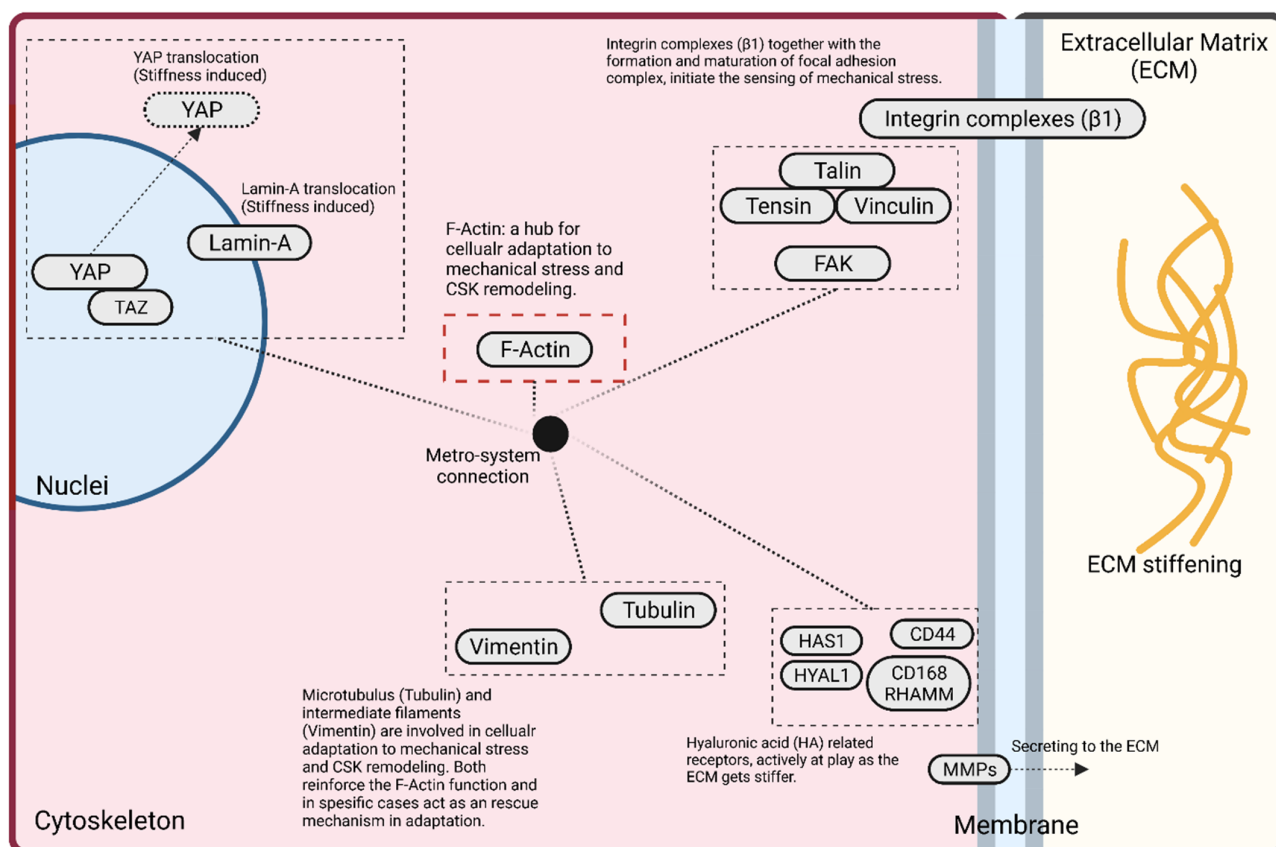 YAP translocation
(Stiffness induced)
YAP
Lamin-A translocation
(Stiffness induced)
Lamin-A
YAP
TAZ
Nuclei
Integrin complexes (β1) together with the
formation and maturation of focal adhesion
complex, initiate the sensing of mechanical stress.
Extracellular Matrix
(ECM)
Integrin complexes (β1)
Talin
Tensin
Vinculin
FAK
F-Actin: a hub for
cellualr adaptation to
mechanical stress and
CSK remodeling.
F-Actin
Metro-system
connection
ECM stiffening
Tubulin
Vimentin
Microtubulus (Tubulin) and
intermediate filaments
(Vimentin) are involved in cellualr
adaptation to mechanical stress
and CSK remodeling. Both
reinforce the F-Actin function and
in spesific cases act as an rescue
mechanism in adaptation.
HAS1
CD44
HYAL1
CD168
RHAMM
Hyaluronic acid (HA) related
receptors, actively at play as the
ECM gets stiffer.
Secreting to the ECM
MMPs
Cytoskeleton
Membrane